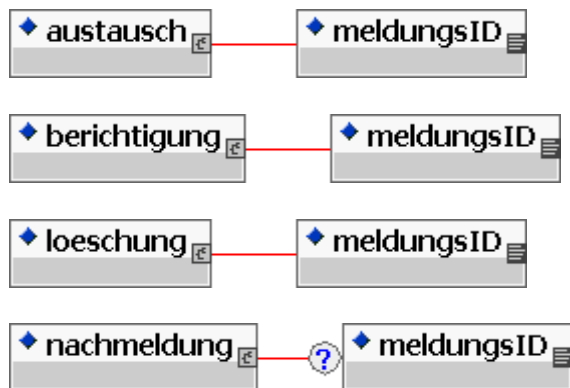 austausch meldungsID
berichtigung meldungsID
loeschung meldungsID
nachmeldung ? meldungsID